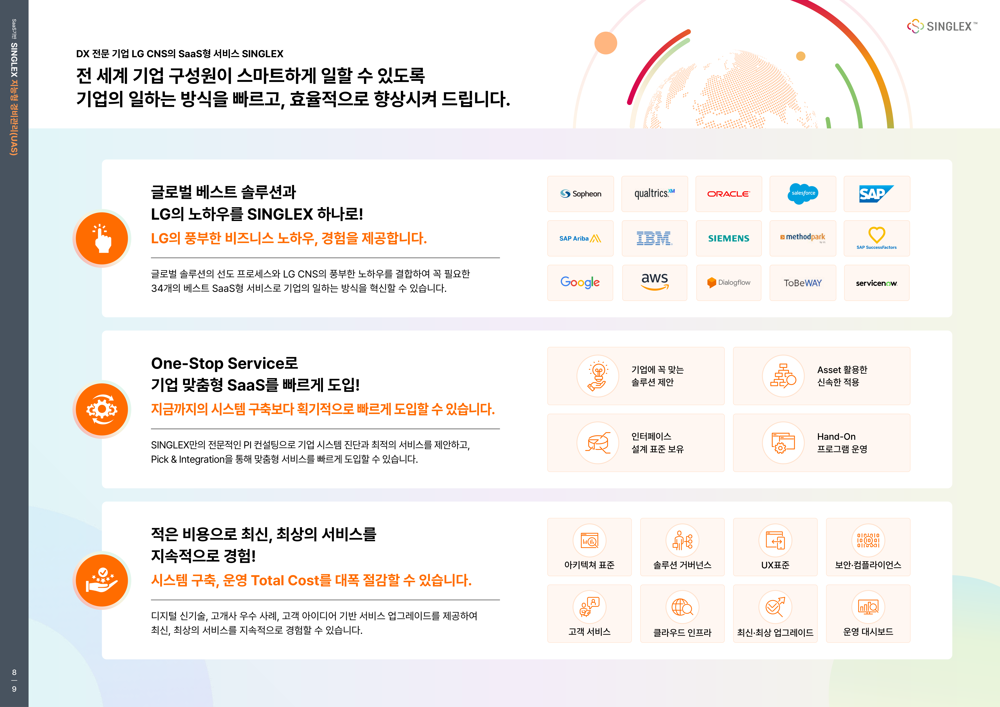 SaaS기반 SINGLEX 지능형 경비관리(UAS)
SINGLEX™
DX 전문 기업 LG CNS의 SaaS형 서비스 SINGLEX
전 세계 기업 구성원이 스마트하게 일할 수 있도록
기업의 일하는 방식을 빠르고, 효율적으로 향상시켜 드립니다.
글로벌 베스트 솔루션과
LG의 노하우를 SINGLEX 하나로!
LG의 풍부한 비즈니스 노하우, 경험을 제공합니다.
글로벌 솔루션의 선도 프로세스와 LG CNS의 풍부한 노하우를 결합하여 꼭 필요한
34개의 베스트 SaaS형 서비스로 기업의 일하는 방식을 혁신할 수 있습니다.
Sopheon
qualtrics.XM
ORACLE
salesforce
SAP
SAP Ariba
IBM
SIEMENS
methodpark
by UL
SAP SuccessFactors
Google
aws
Dialogflow
ToBeWAY
servicenow
One-Stop Service로
기업 맞춤형 SaaS를 빠르게 도입!
지금까지의 시스템 구축보다 획기적으로 빠르게 도입할 수 있습니다.
SINGLEX만의 전문적인 PI 컨설팅으로 기업 시스템 진단과 최적의 서비스를 제안하고,
Pick & Integration을 통해 맞춤형 서비스를 빠르게 도입할 수 있습니다.
기업에 꼭 맞는
솔루션 제안
Asset 활용한
신속한 적용
인터페이스
설계 표준 보유
Hand-On
프로그램 운영
적은 비용으로 최신, 최상의 서비스를
지속적으로 경험!
시스템 구축, 운영 Total Cost를 대폭 절감할 수 있습니다.
디지털 신기술, 고개사 우수 사례, 고객 아이디어 기반 서비스 업그레이드를 제공하여
최신, 최상의 서비스를 지속적으로 경험할 수 있습니다.
아키텍쳐 표준
솔루션 거버넌스
UX표준
보안·컴플라이언스
고객 서비스
클라우드 인프라
최신·최상 업그레이드
운영 대시보드
8
9